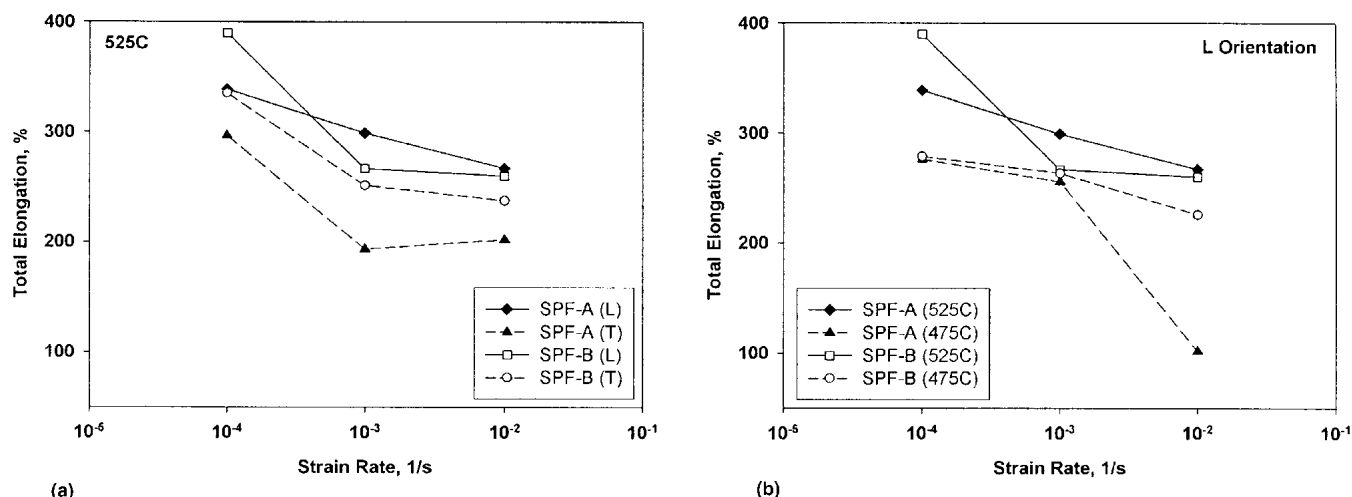 400
300
200
100
Total Elongation, %
525C
SPF-A (L)
SPF-A (T)
SPF-B (L)
SPF-B (T)
10-5
10-4
10-3
10-2
10-1
Strain Rate, 1/s
(a)
400
300
200
100
Total Elongation, %
L Orientation
SPF-A (525C)
SPF-A (475C)
SPF-B (525C)
SPF-B (475C)
10-5
10-4
10-3
10-2
10-1
Strain Rate, 1/s
(b)